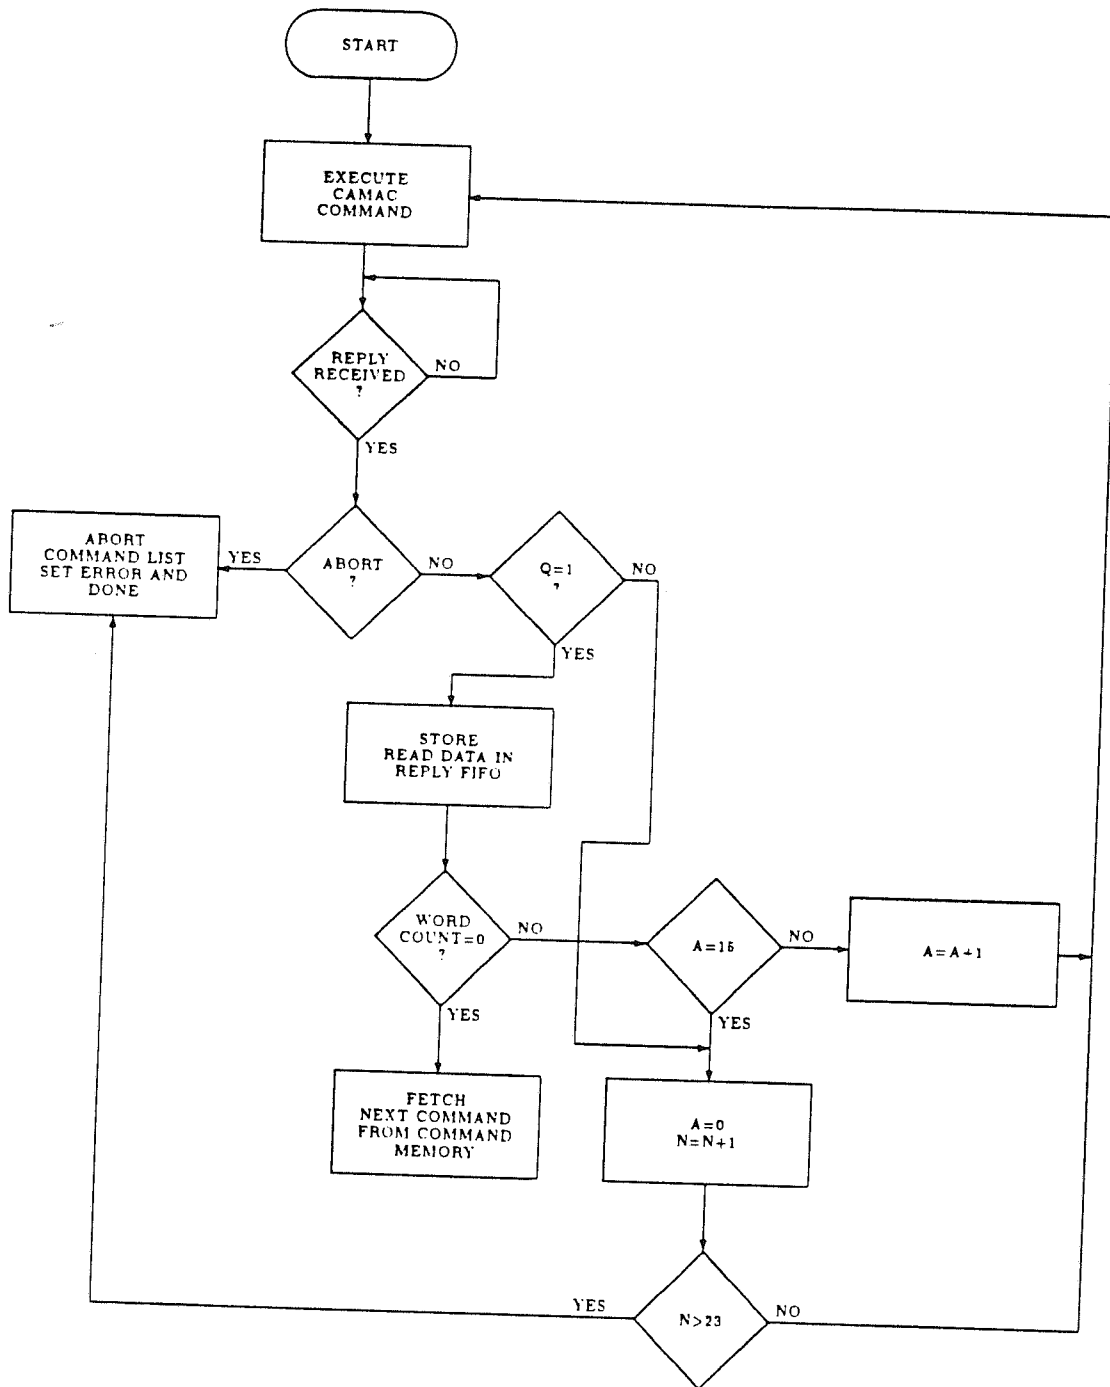 START
EXECUTE
CAMAC
COMMAND
REPLY
RECEIVED
?
NO
YES
ABORT
COMMAND LIST
SET ERROR AND
DONE
YES
ABORT
?
NO
Q=1
?
NO
YES
STORE
READ DATA IN
REPLY FIFO
WORD
COUNT=0
?
NO
A=15
NO
A=A+1
YES
YES
FETCH
NEXT COMMAND
FROM COMMAND
MEMORY
A=0
N=N+1
YES
N>23
NO